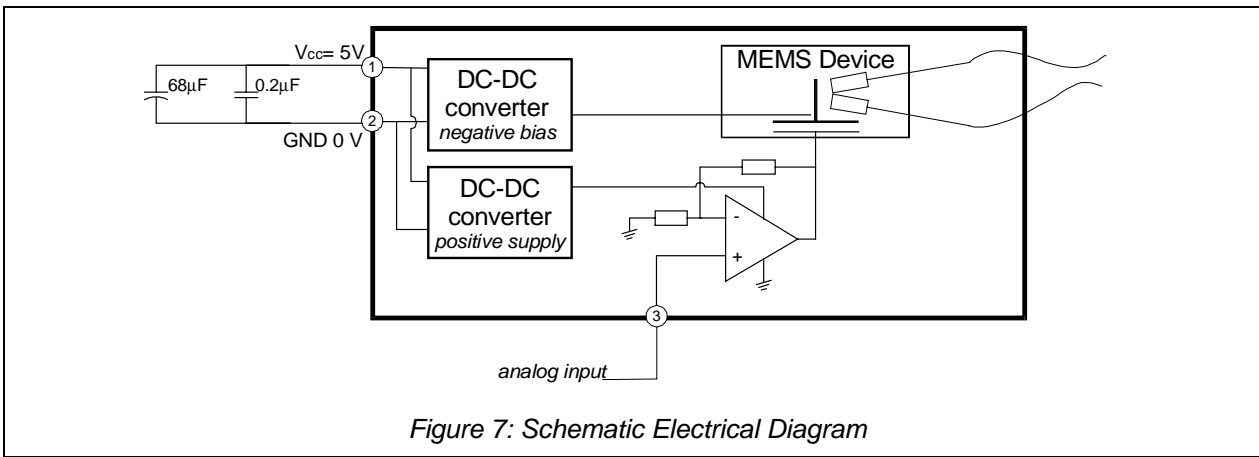 Vcc= 5V
1
68µF
0.2µF
2
GND 0 V
DC-DC
converter
negative bias
MEMS Device
DC-DC
converter
positive supply
-
+
3
analog input
Figure 7: Schematic Electrical Diagram